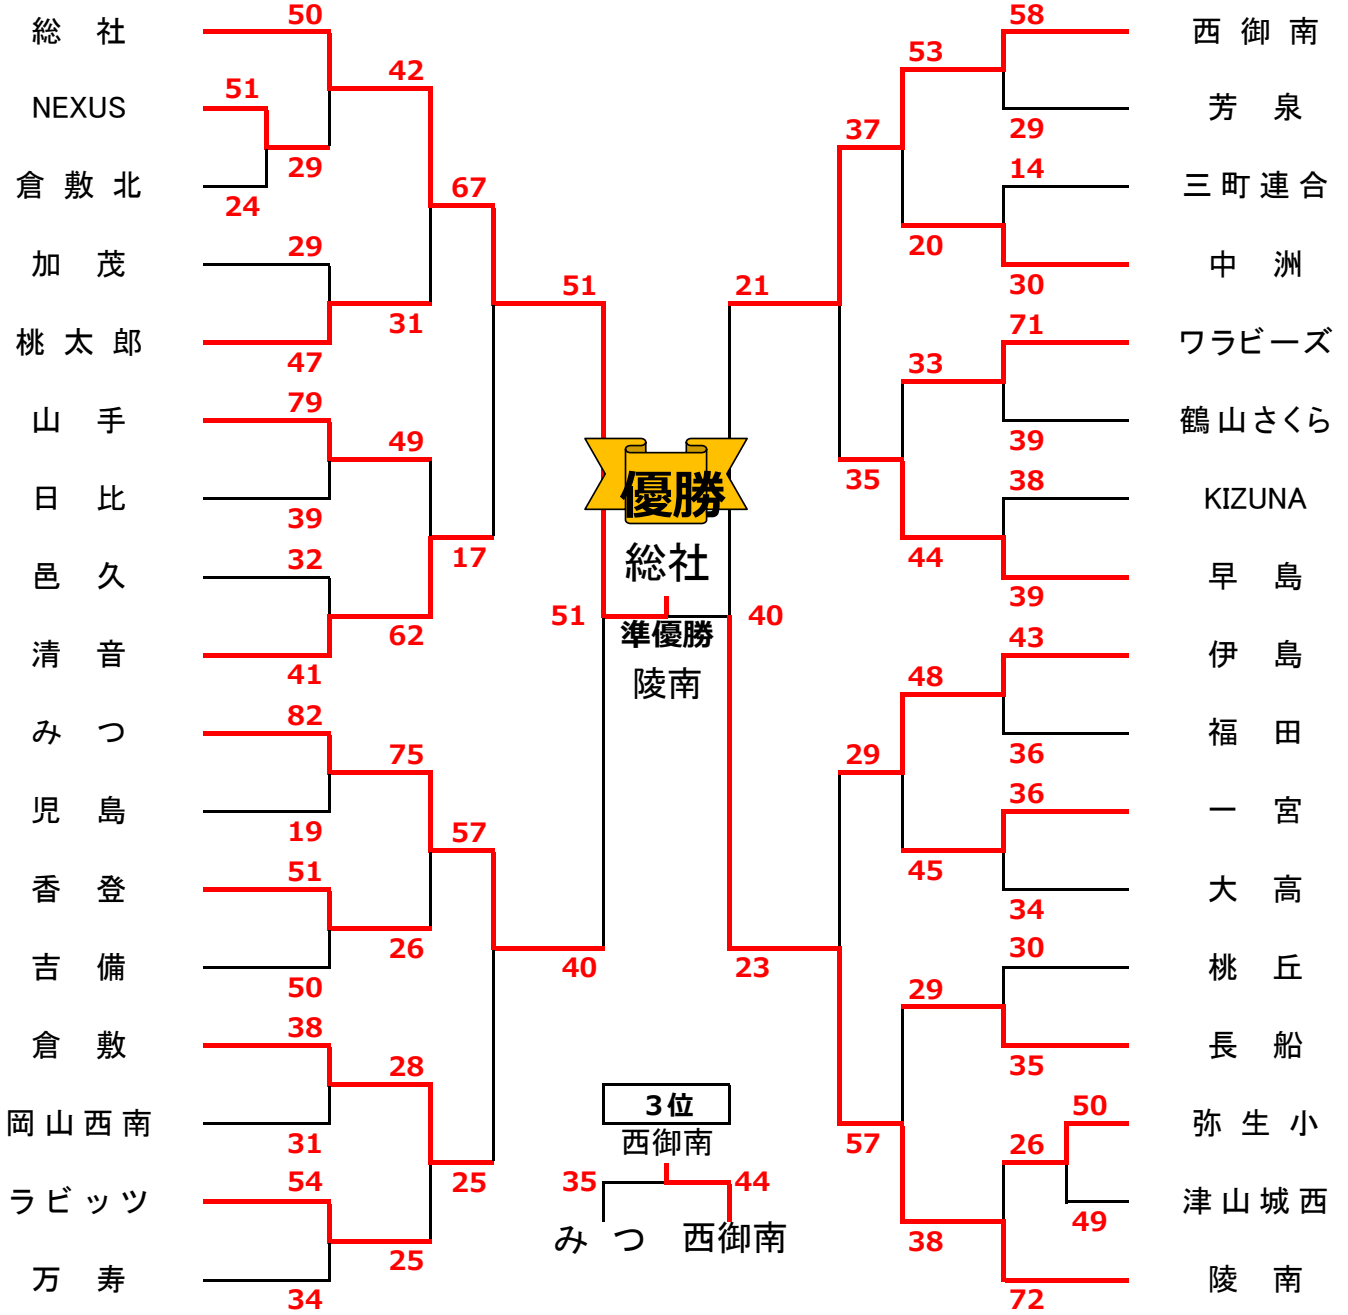 総社
50
NEXUS
51
42
29
倉敷北
24
67
加茂
29
51
桃太郎
47
31
山手
79
49
日比
39
17
邑久
32
清音
41
62
51
みつ
82
75
児島
19
57
香登
51
26
吉備
50
40
倉敷
38
28
岡山西南
31
25
ラビッツ
54
25
万寿
34
優勝
総社
準優勝
陵南
３位
西御南
35
44
みつ
西御南
58
西御南
53
芳泉
29
37
14
三町連合
20
中洲
30
21
71
ワラビーズ
33
鶴山さくら
39
35
38
KIZUNA
44
早島
39
40
43
伊島
48
福田
36
29
36
一宮
45
大高
34
23
30
桃丘
29
長船
35
57
50
弥生小
26
津山城西
49
38
陵南
72